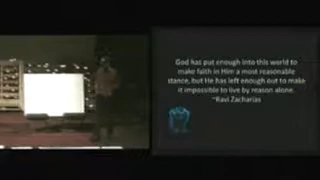 God has put enough into this world to
make faith in Him a most reasonable
stance, but He has left enough out to make
it impossible to live by reason alone.
~Ravi Zacharias